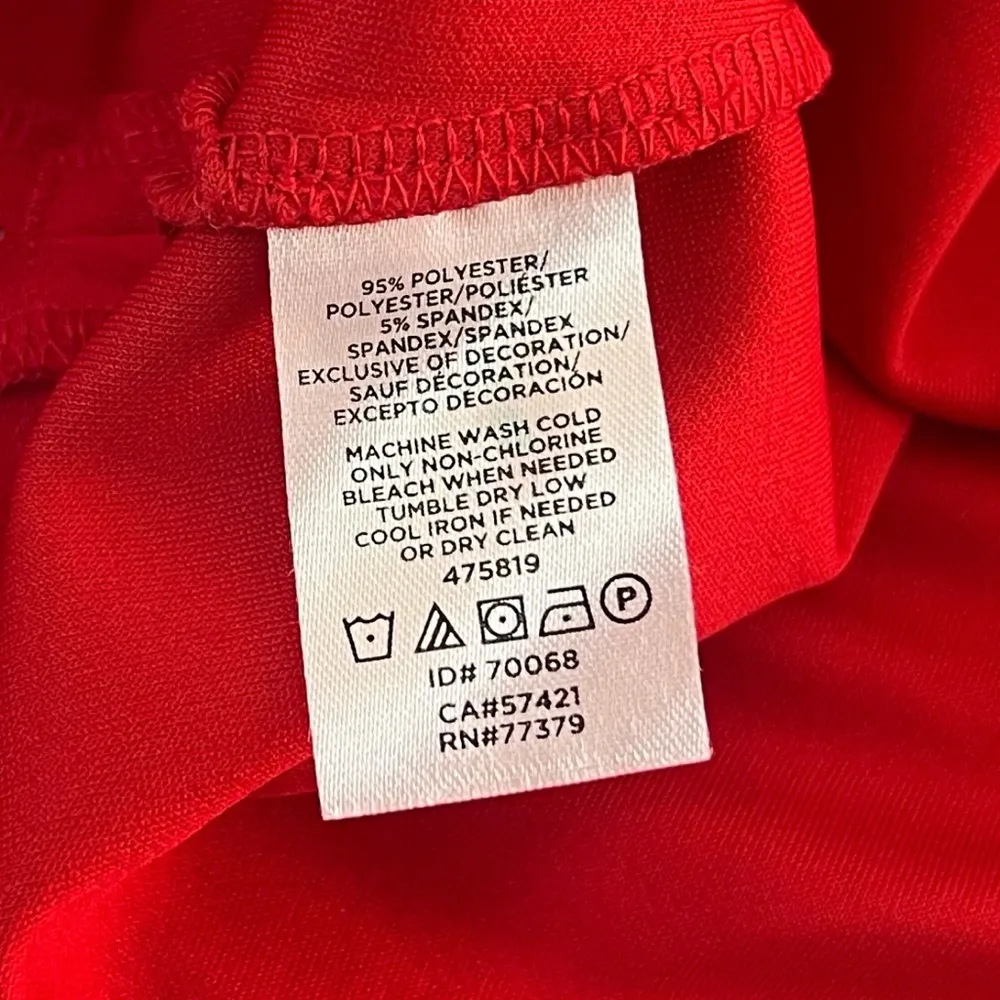 95% POLYESTER/
POLYESTER/POLIÉSTER
5% SPANDEX/
SPANDEX/SPANDEX
EXCLUSIVE OF DECORATION/
SAUF DÉCORATION/
EXCEPTO DECORACIÓN
MACHINE WASH COLD
ONLY NON-CHLORINE
BLEACH WHEN NEEDED
TUMBLE DRY LOW
COOL IRON IF NEEDED
OR DRY CLEAN
475819
P
ID# 70068
CA#57421
RN#77379